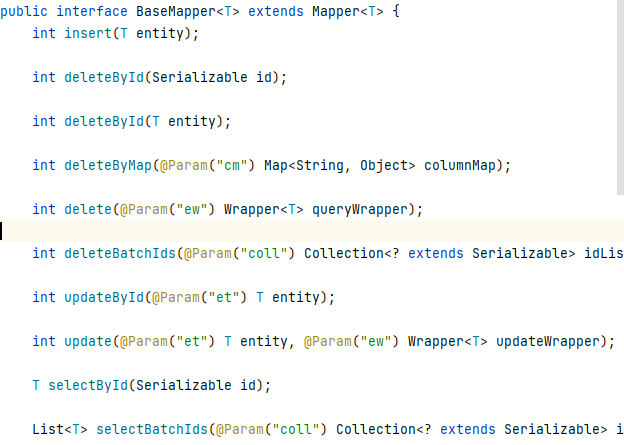 public interface BaseMapper<T> extends Mapper<T> {
int insert(T entity);
int deleteById(Serializable id);
int deleteById(T entity);
int deleteByMap(@Param("cm") Map<String, Object> columnMap);
int delete(@Param("ew") Wrapper<T> queryWrapper);
int deleteBatchIds(@Param("coll") Collection<? extends Serializable> idLis
int updateById(@Param("et") T entity);
int update(@Param("et") T entity, @Param("ew") Wrapper<T> updateWrapper);
T selectById(Serializable id);
List<T> selectBatchIds(@Param("coll") Collection<? extends Serializable> i